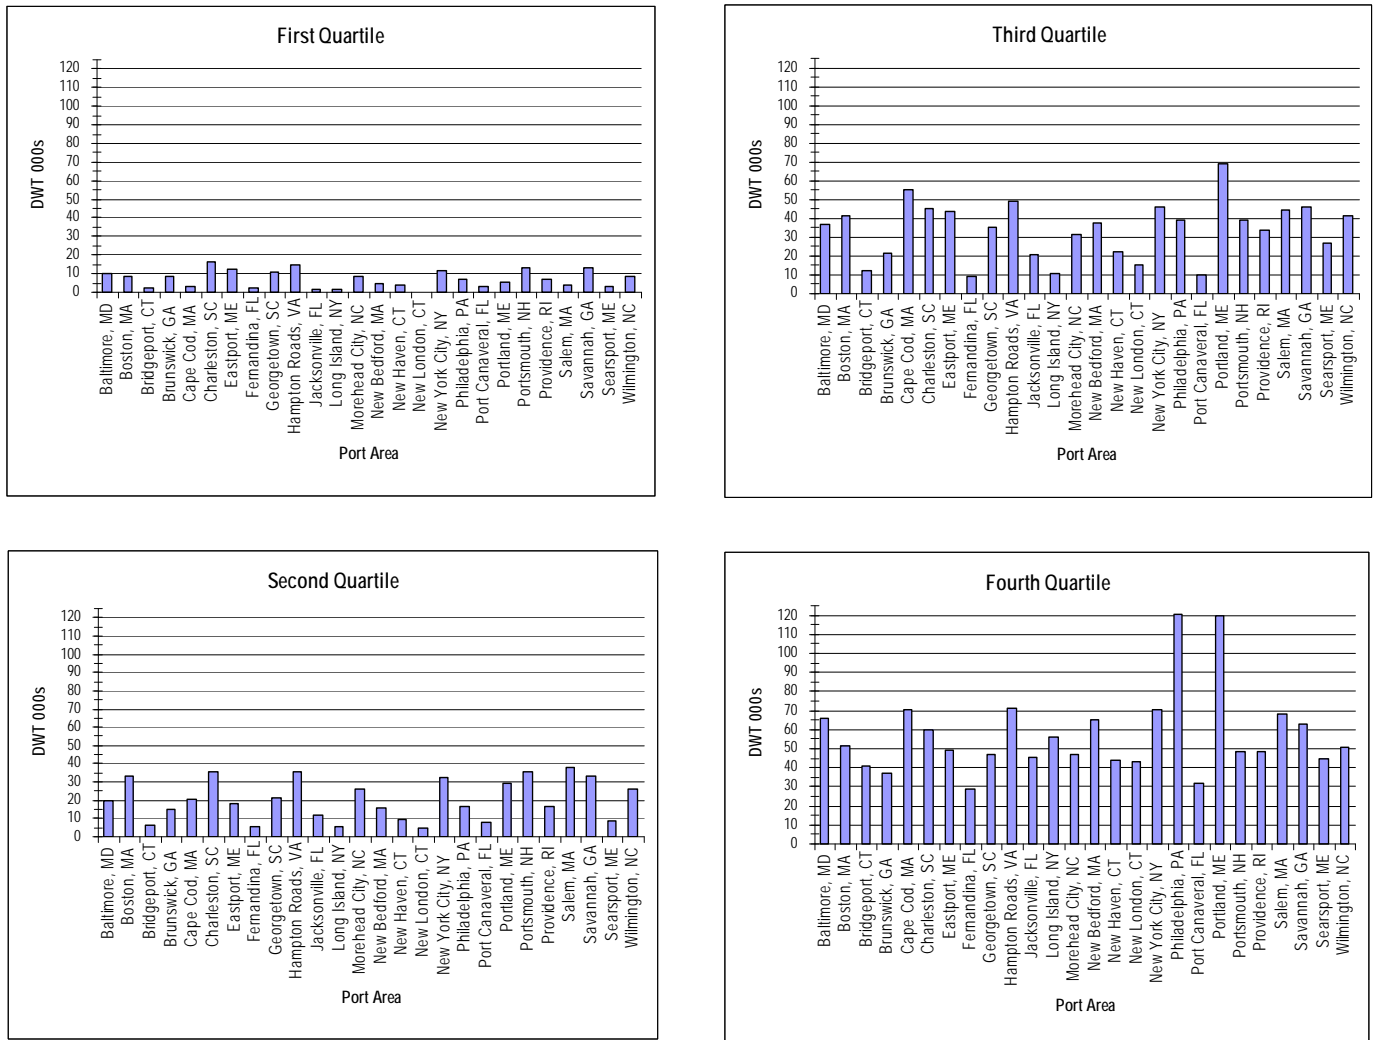 First Quartile
120
110
100
90
80
70
60
50
40
30
20
10
0
DWT 000s
Baltimore, MD
Boston, MA
Bridgeport, CT
Brunswick, GA
Cape Cod, MA
Charleston, SC
Eastport, ME
Fernandina, FL
Georgetown, SC
Hampton Roads, VA
Jacksonville, FL
Long Island, NY
Morehead City, NC
New Bedford, MA
New Haven, CT
New London, CT
New York City, NY
Philadelphia, PA
Port Canaveral, FL
Portland, ME
Portsmouth, NH
Providence, RI
Salem, MA
Savannah, GA
Searsport, ME
Wilmington, NC
Port Area
Third Quartile
120
110
100
90
80
70
60
50
40
30
20
10
0
DWT 000s
Baltimore, MD
Boston, MA
Bridgeport, CT
Brunswick, GA
Cape Cod, MA
Charleston, SC
Eastport, ME
Fernandina, FL
Georgetown, SC
Hampton Roads, VA
Jacksonville, FL
Long Island, NY
Morehead City, NC
New Bedford, MA
New Haven, CT
New London, CT
New York City, NY
Philadelphia, PA
Port Canaveral, FL
Portland, ME
Portsmouth, NH
Providence, RI
Salem, MA
Savannah, GA
Searsport, ME
Wilmington, NC
Port Area
Second Quartile
120
110
100
90
80
70
60
50
40
30
20
10
0
DWT 000s
Baltimore, MD
Boston, MA
Bridgeport, CT
Brunswick, GA
Cape Cod, MA
Charleston, SC
Eastport, ME
Fernandina, FL
Georgetown, SC
Hampton Roads, VA
Jacksonville, FL
Long Island, NY
Morehead City, NC
New Bedford, MA
New Haven, CT
New London, CT
New York City, NY
Philadelphia, PA
Port Canaveral, FL
Portland, ME
Portsmouth, NH
Providence, RI
Salem, MA
Savannah, GA
Searsport, ME
Wilmington, NC
Port Area
Fourth Quartile
120
110
100
90
80
70
60
50
40
30
20
10
0
DWT 000s
Baltimore, MD
Boston, MA
Bridgeport, CT
Brunswick, GA
Cape Cod, MA
Charleston, SC
Eastport, ME
Fernandina, FL
Georgetown, SC
Hampton Roads, VA
Jacksonville, FL
Long Island, NY
Morehead City, NC
New Bedford, MA
New Haven, CT
New London, CT
New York City, NY
Philadelphia, PA
Port Canaveral, FL
Portland, ME
Portsmouth, NH
Providence, RI
Salem, MA
Savannah, GA
Searsport, ME
Wilmington, NC
Port Area